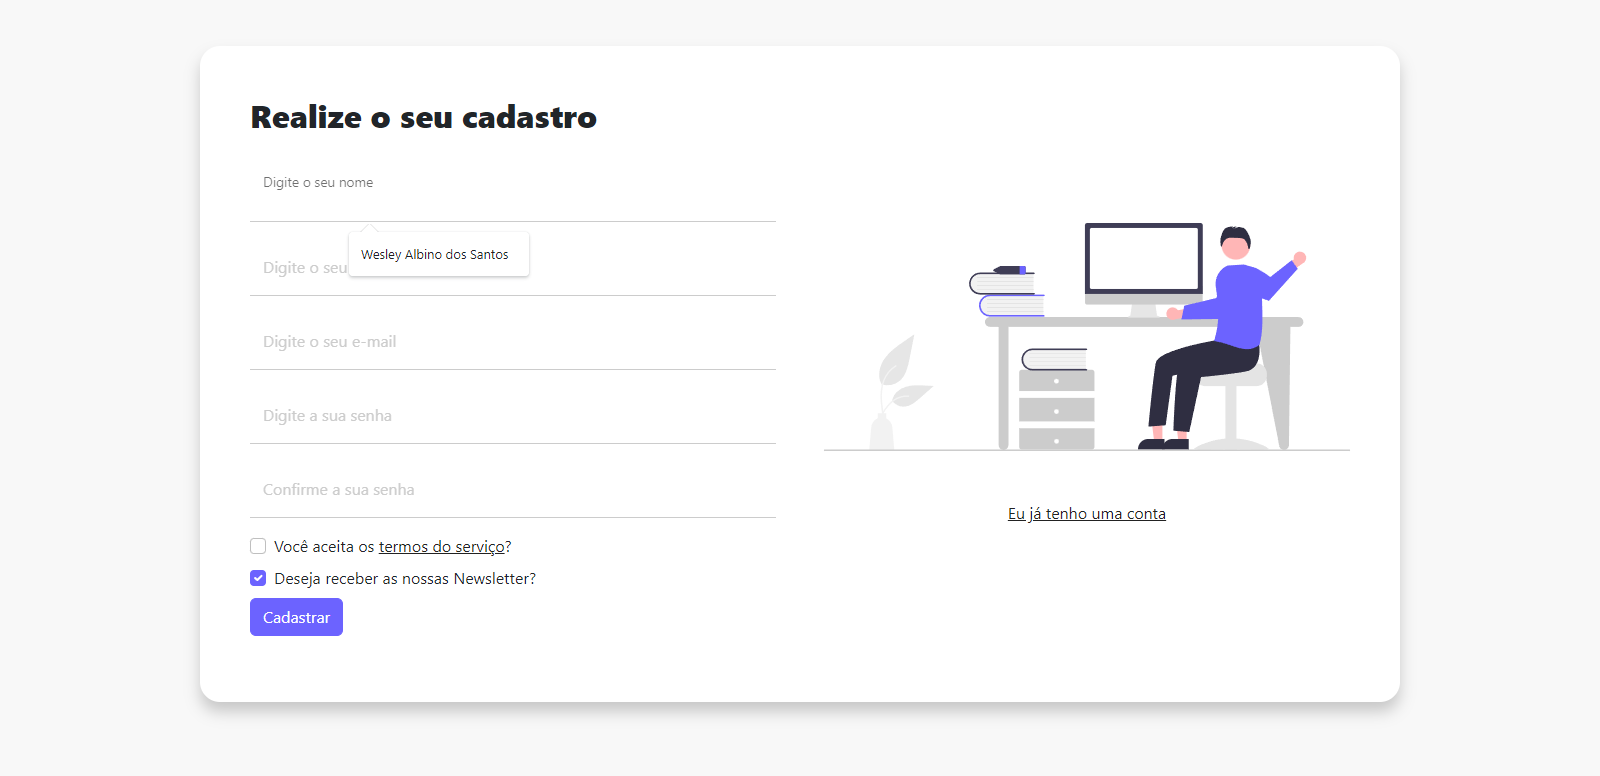 Realize o seu cadastro
Digite o seu nome
Wesley Albino dos Santos
Digite o seu
Digite o seu e-mail
Digite a sua senha
Confirme a sua senha
Você aceita os termos do serviço?
Deseja receber as nossas Newsletter?
Cadastrar
Eu já tenho uma conta